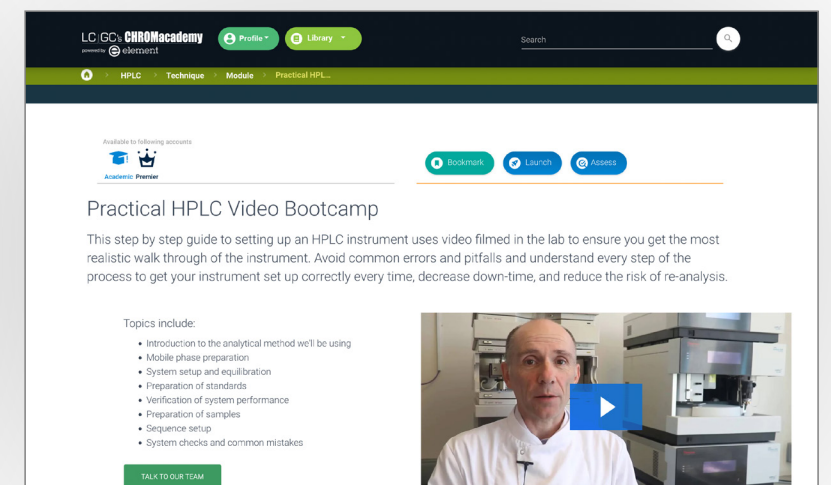 LC|GC's CHROMacademy
powered by element
Profile
Library
Search
HPLC > Technique > Module > Practical HPL...
Available to following accounts
Academic Premier
Bookmark
Launch
Assess
Practical HPLC Video Bootcamp
This step by step guide to setting up an HPLC instrument uses video filmed in the lab to ensure you get the most
realistic walk through of the instrument. Avoid common errors and pitfalls and understand every step of the
process to get your instrument set up correctly every time, decrease down-time, and reduce the risk of re-analysis.
Topics include:
• Introduction to the analytical method we'll be using
• Mobile phase preparation
• System setup and equilibration
• Preparation of standards
• Verification of system performance
• Preparation of samples
• Sequence setup
• System checks and common mistakes
TALK TO OUR TEAM